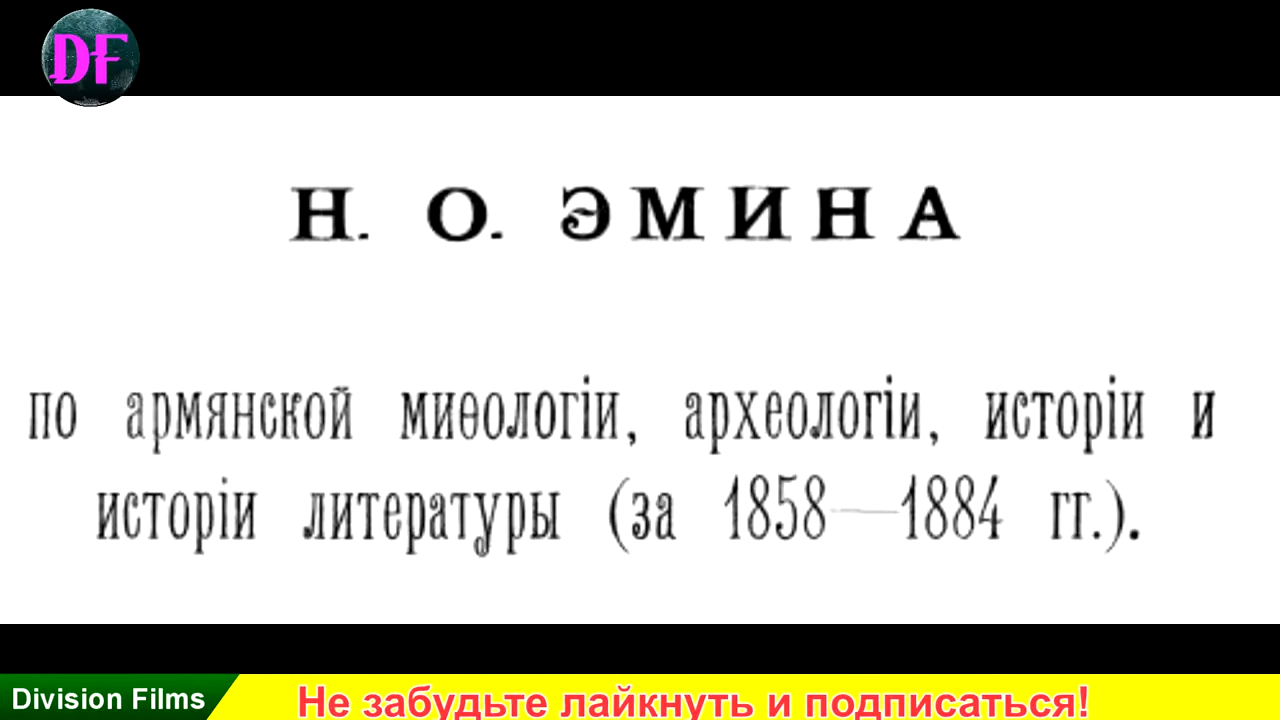 DF
Н. О. ЭМИНА
по армянской миѳологіи, археологіи, исторіи и
исторіи литературы (за 1858—1884 гг.).
Division Films
Не забудьте лайкнуть и подписаться!